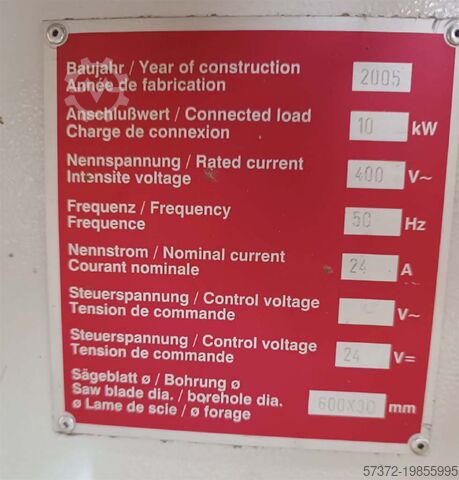 Baujahr / Year of construction 2005
Année de fabrication
Anschlußwert / Connected load 10 kW
Charge de connexion
Nennspannung / Rated current 400 V~
Intensite voltage
Frequenz / Frequency 50 Hz
Frequence
Nennstrom / Nominal current 24 A
Courant nominale
Steuerspannung / Control voltage V~
Tension de commande
Steuerspannung / Control voltage 24 V=
Tension de commande
Sägeblatt ø / Bohrung ø
Saw blade dia. / borehole dia. 600X30 mm
ø Lame de scie / ø forage
57372-19855995